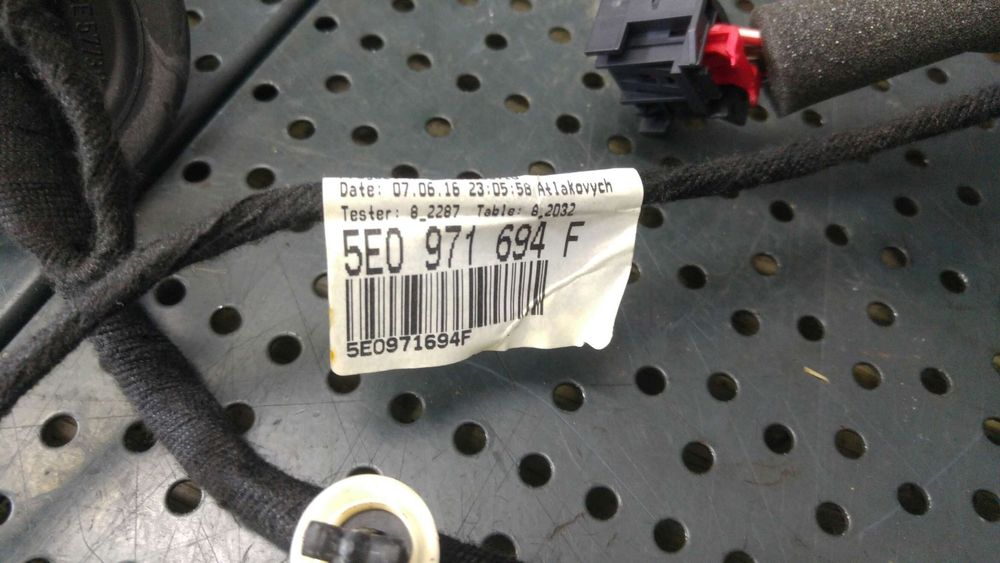 Date: 07.06.16 23:05:58 Atlakovych
Tester: 8_2287 Table: 8_2032
5E0 971 694 F
5E0971694F